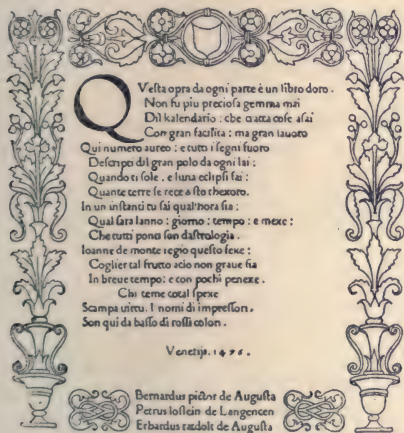 QVesta opra da ogni parte è un libro doro.
Non fu piu preciosa gemma mai
Dil kalendario: che tratta cose asai
Con gran facilita: ma gran lauoro
Qui numero aureo: e tutti i segni fuoro
Descripti dil gran polo da ogni lai:
Quando ti sole, e luna eclipsi fai:
Quante terre se rece a sto thexoro.
In un instanti tu sai qual'hora sia:
Qual sara lanno: giorno: tempo: e mexe:
Che tutti ponti son dastrologia.
Ioanne de monte regio questo fexe:
Coglier tal frutto acio non graue sia
In breue tempo: e con pochi penexe.
Chi teme cotal spexe
Scampa uirtu. I nomi di impressori.
Son qui da basso di rossi colori.
Venetijs. 1476.
Bernardus pictor de Augusta
Petrus loslein de Langencen
Erhardus ratdolt de Augusta